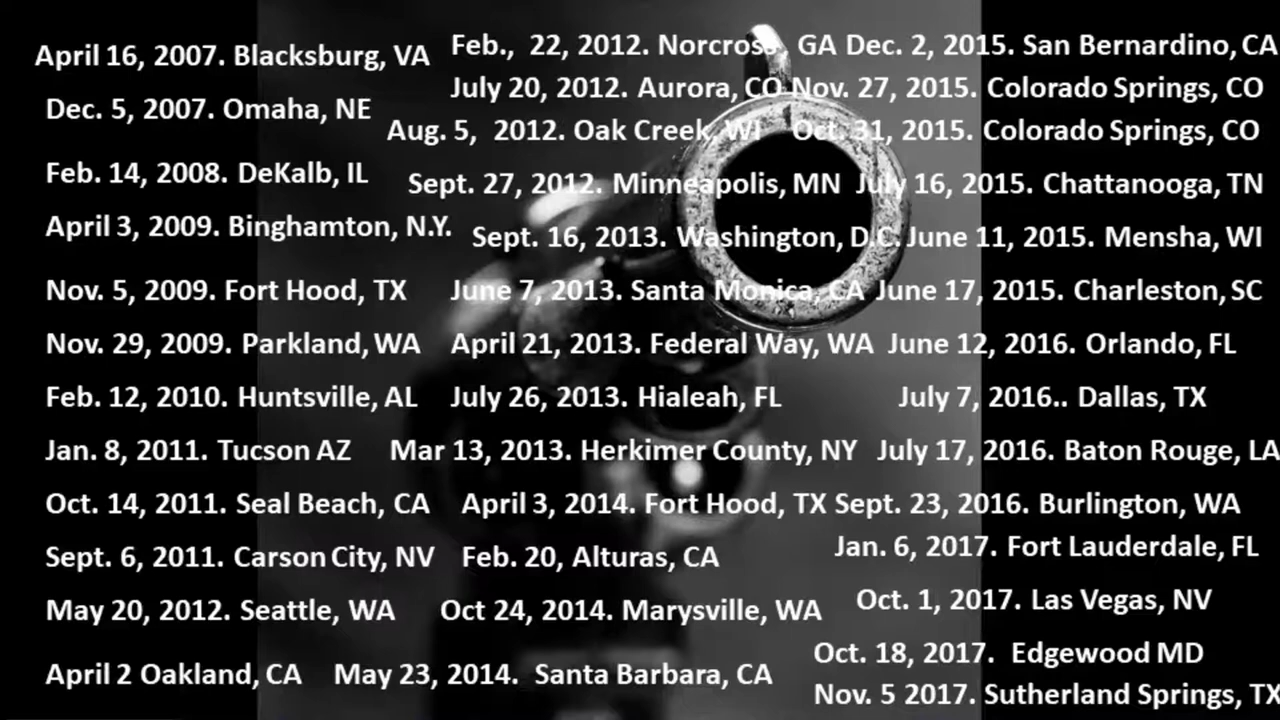 April 16, 2007. Blacksburg, VA
Dec. 5, 2007. Omaha, NE
Feb. 14, 2008. DeKalb, IL
April 3, 2009. Binghamton, N.Y.
Nov. 5, 2009. Fort Hood, TX
Nov. 29, 2009. Parkland, WA
Feb. 12, 2010. Huntsville, AL
Jan. 8, 2011. Tucson AZ
Oct. 14, 2011. Seal Beach, CA
Sept. 6, 2011. Carson City, NV
May 20, 2012. Seattle, WA
April 2 Oakland, CA
Feb., 22, 2012. Norcross, GA
July 20, 2012. Aurora, CO
Aug. 5, 2012. Oak Creek, WI
Sept. 27, 2012. Minneapolis, MN
Sept. 16, 2013. Washington, D.C.
June 7, 2013. Santa Monica, CA
April 21, 2013. Federal Way, WA
July 26, 2013. Hialeah, FL
Mar 13, 2013. Herkimer County, NY
April 3, 2014. Fort Hood, TX
Feb. 20, Alturas, CA
Oct 24, 2014. Marysville, WA
May 23, 2014. Santa Barbara, CA
Dec. 2, 2015. San Bernardino, CA
Nov. 27, 2015. Colorado Springs, CO
Oct. 31, 2015. Colorado Springs, CO
July 16, 2015. Chattanooga, TN
June 11, 2015. Mensha, WI
June 17, 2015. Charleston, SC
June 12, 2016. Orlando, FL
July 7, 2016.. Dallas, TX
July 17, 2016. Baton Rouge, LA
Sept. 23, 2016. Burlington, WA
Jan. 6, 2017. Fort Lauderdale, FL
Oct. 1, 2017. Las Vegas, NV
Oct. 18, 2017. Edgewood MD
Nov. 5 2017. Sutherland Springs, TX